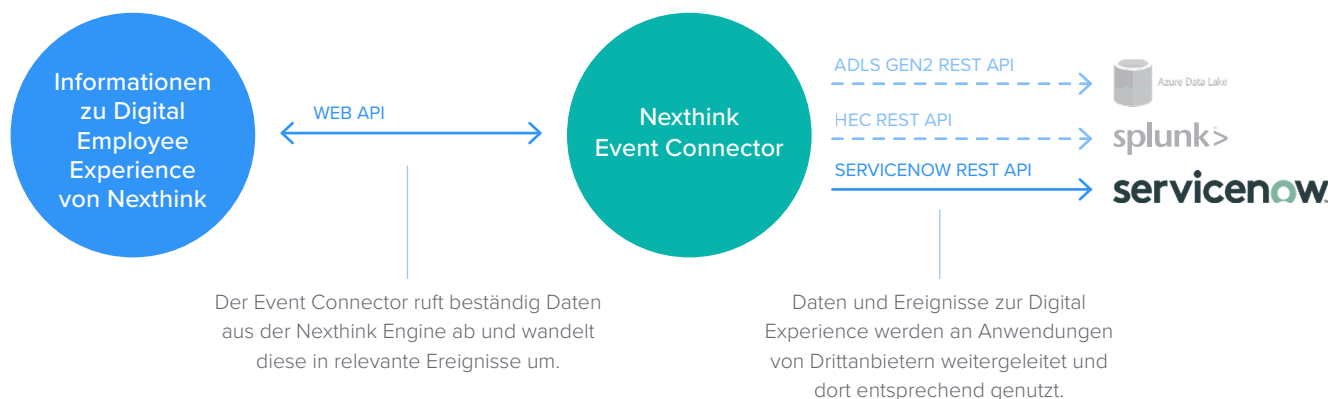 Informationen
zu Digital
Employee
Experience
von Nexthink
WEB API
Nexthink
Event Connector
ADLS GEN2 REST API
Azure Data Lake
HEC REST API
splunk>
SERVICENOW REST API
servicenow.
Der Event Connector ruft beständig Daten
aus der Nexthink Engine ab und wandelt
diese in relevante Ereignisse um.
Daten und Ereignisse zur Digital
Experience werden an Anwendungen
von Drittanbietern weitergeleitet und
dort entsprechend genutzt.